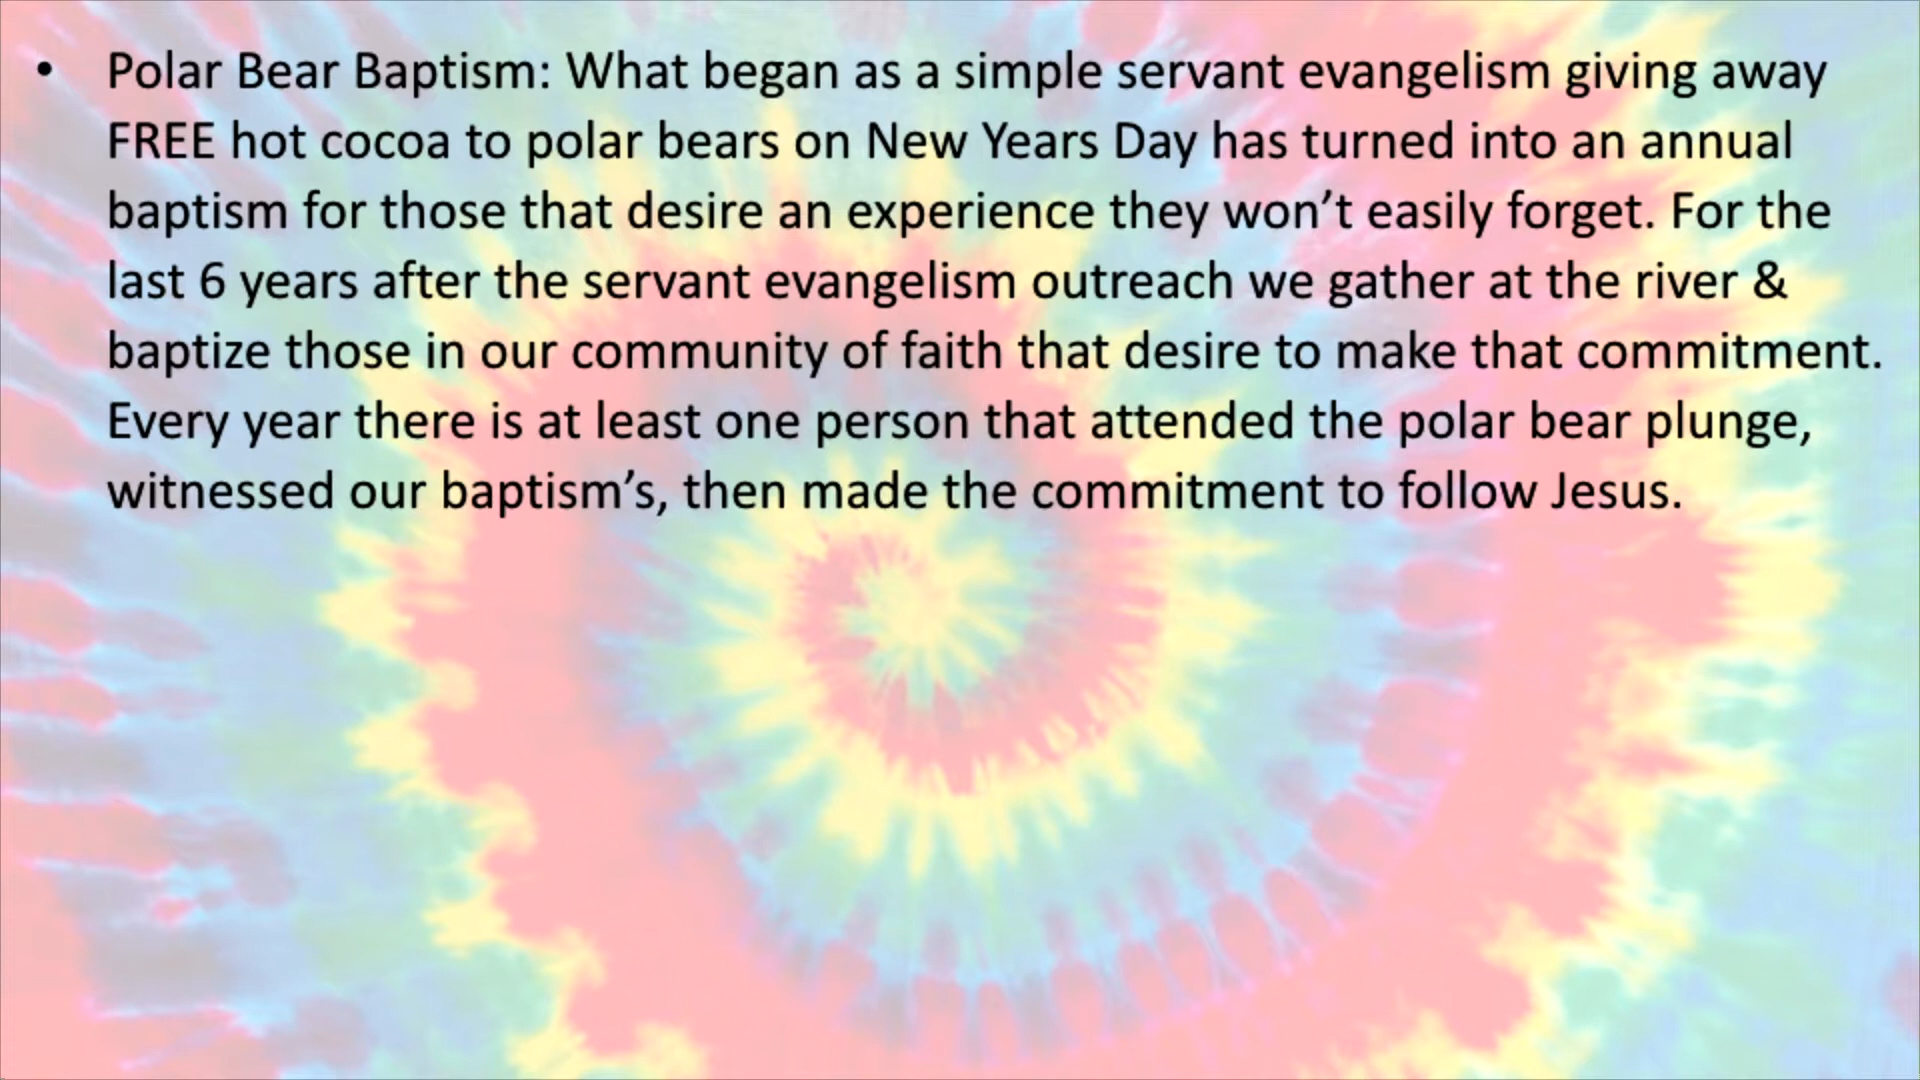 • Polar Bear Baptism: What began as a simple servant evangelism giving away
FREE hot cocoa to polar bears on New Years Day has turned into an annual
baptism for those that desire an experience they won’t easily forget. For the
last 6 years after the servant evangelism outreach we gather at the river &
baptize those in our community of faith that desire to make that commitment.
Every year there is at least one person that attended the polar bear plunge,
witnessed our baptism’s, then made the commitment to follow Jesus.